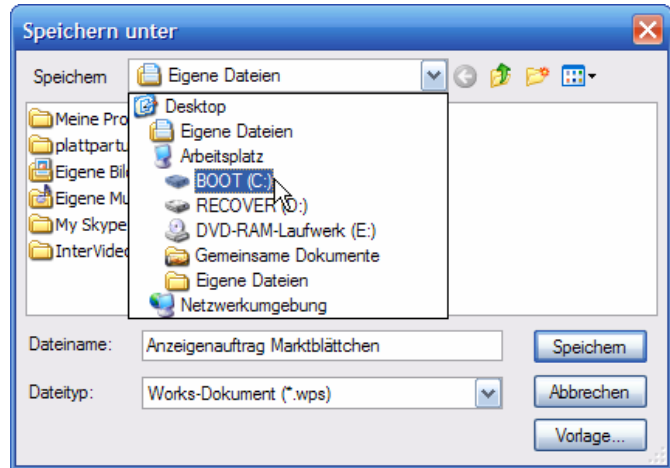 Speichern unter
Speichern
Eigene Dateien
Desktop
Eigene Dateien
Arbeitsplatz
BOOT (C:)
RECOVER (D:)
DVD-RAM-Laufwerk (E:)
Gemeinsame Dokumente
Eigene Dateien
Netzwerkumgebung
Meine Pro
plattpartu
Eigene Bil
Eigene Mu
My Skype
InterVideo
Dateiname:
Anzeigenauftrag Marktblättchen
Speichern
Dateityp:
Works-Dokument (*.wps)
Abbrechen
Vorlage...